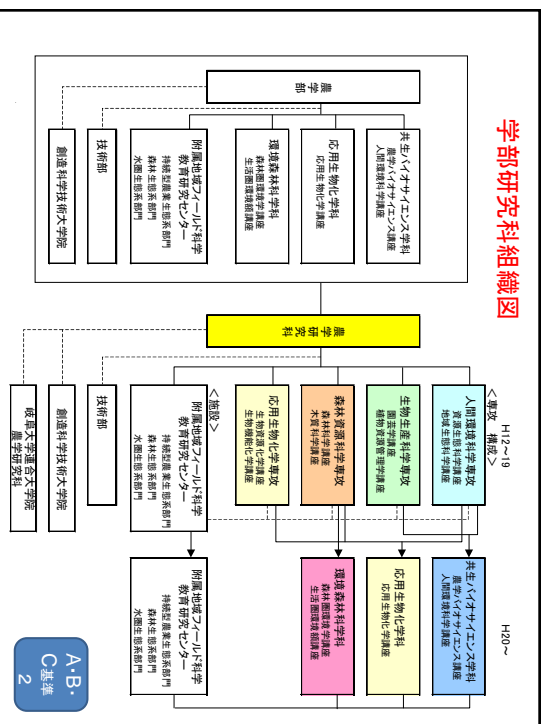 学部研究科組織図
農学部
共生バイオサイエンス学科
農学バイオサイエンス講座
人間環境科学講座
応用生物化学科
応用生物化学講座
環境森林科学科
森林圏環境学講座
生活圏環境額講座
附属地域フィールド科学
教育研究センター
持続型農業生態系部門
森林生態系部門
水圏生態系部門
技術部
創造科学技術大学院
農学研究科
H12~19
<専攻 構成>
人間環境科学専攻
資源生態科学講座
地域生態科学講座
生物生産科学専攻
園芸学講座
植物資源管理学講座
森林資源科学専攻
森林科学講座
木質科学講座
応用生物化学専攻
生物資源化学講座
生物機能化学講座
<施設>
附属地域フィールド科学
教育研究センター
持続型農業生態系部門
森林生態系部門
水圏生態系部門
技術部
創造科学技術大学院
岐阜大学連合大学院
農学研究科
H20~
共生バイオサイエンス学科
農学バイオサイエンス講座
人間環境科学講座
応用生物化学科
応用生物化学講座
環境森林科学科
森林圏環境学講座
生活圏環境額講座
附属地域フィールド科学
教育研究センター
持続型農業生態系部門
森林生態系部門
水圏生態系部門
A・B・
C基準
2